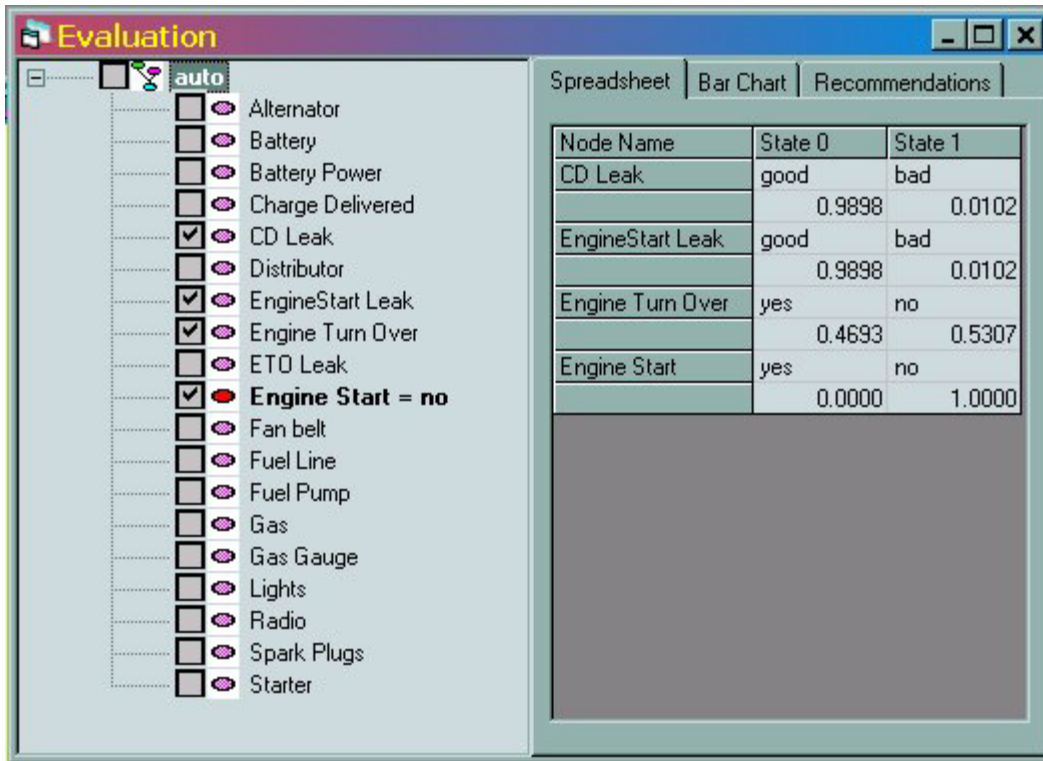 Evaluation
auto
Alternator
Battery
Battery Power
Charge Delivered
CD Leak
Distributor
EngineStart Leak
Engine Turn Over
ETO Leak
Engine Start = no
Fan belt
Fuel Line
Fuel Pump
Gas
Gas Gauge
Lights
Radio
Spark Plugs
Starter
Spreadsheet Bar Chart Recommendations
Node Name State 0 State 1
CD Leak good bad
0.9898 0.0102
EngineStart Leak good bad
0.9898 0.0102
Engine Turn Over yes no
0.4693 0.5307
Engine Start yes no
0.0000 1.0000